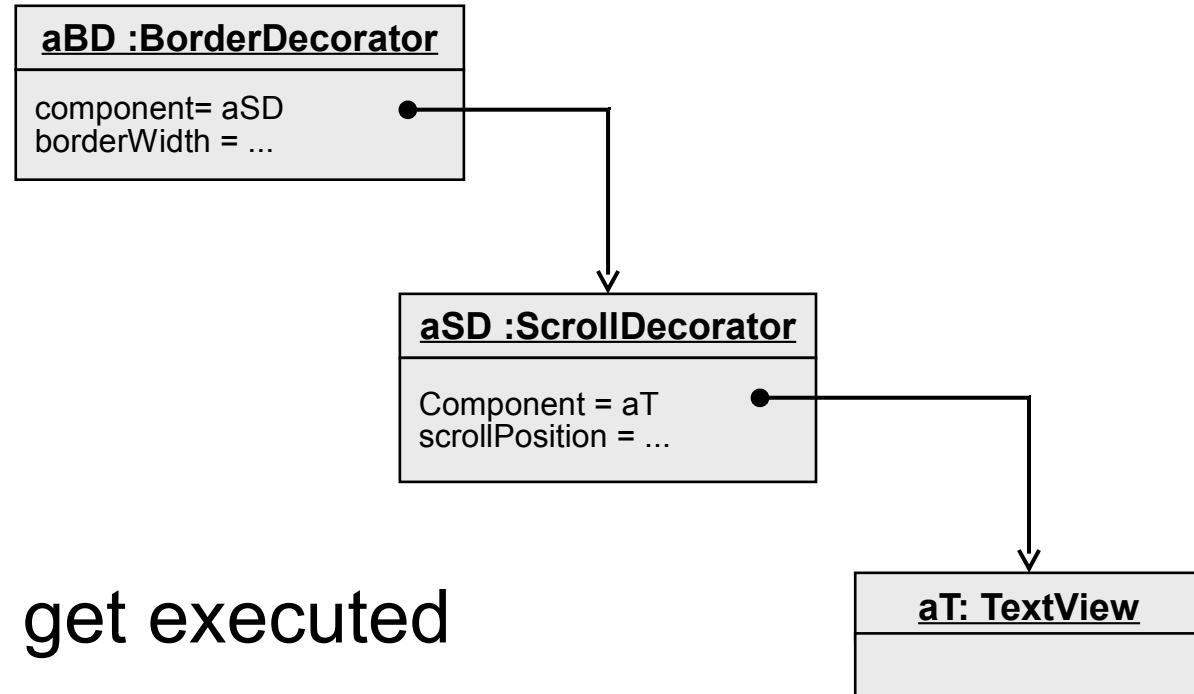 aBD :BorderDecorator
component= aSD
borderWidth = ...
aSD :ScrollDecorator
Component = aT
scrollPosition = ...
get executed
aT: TextView